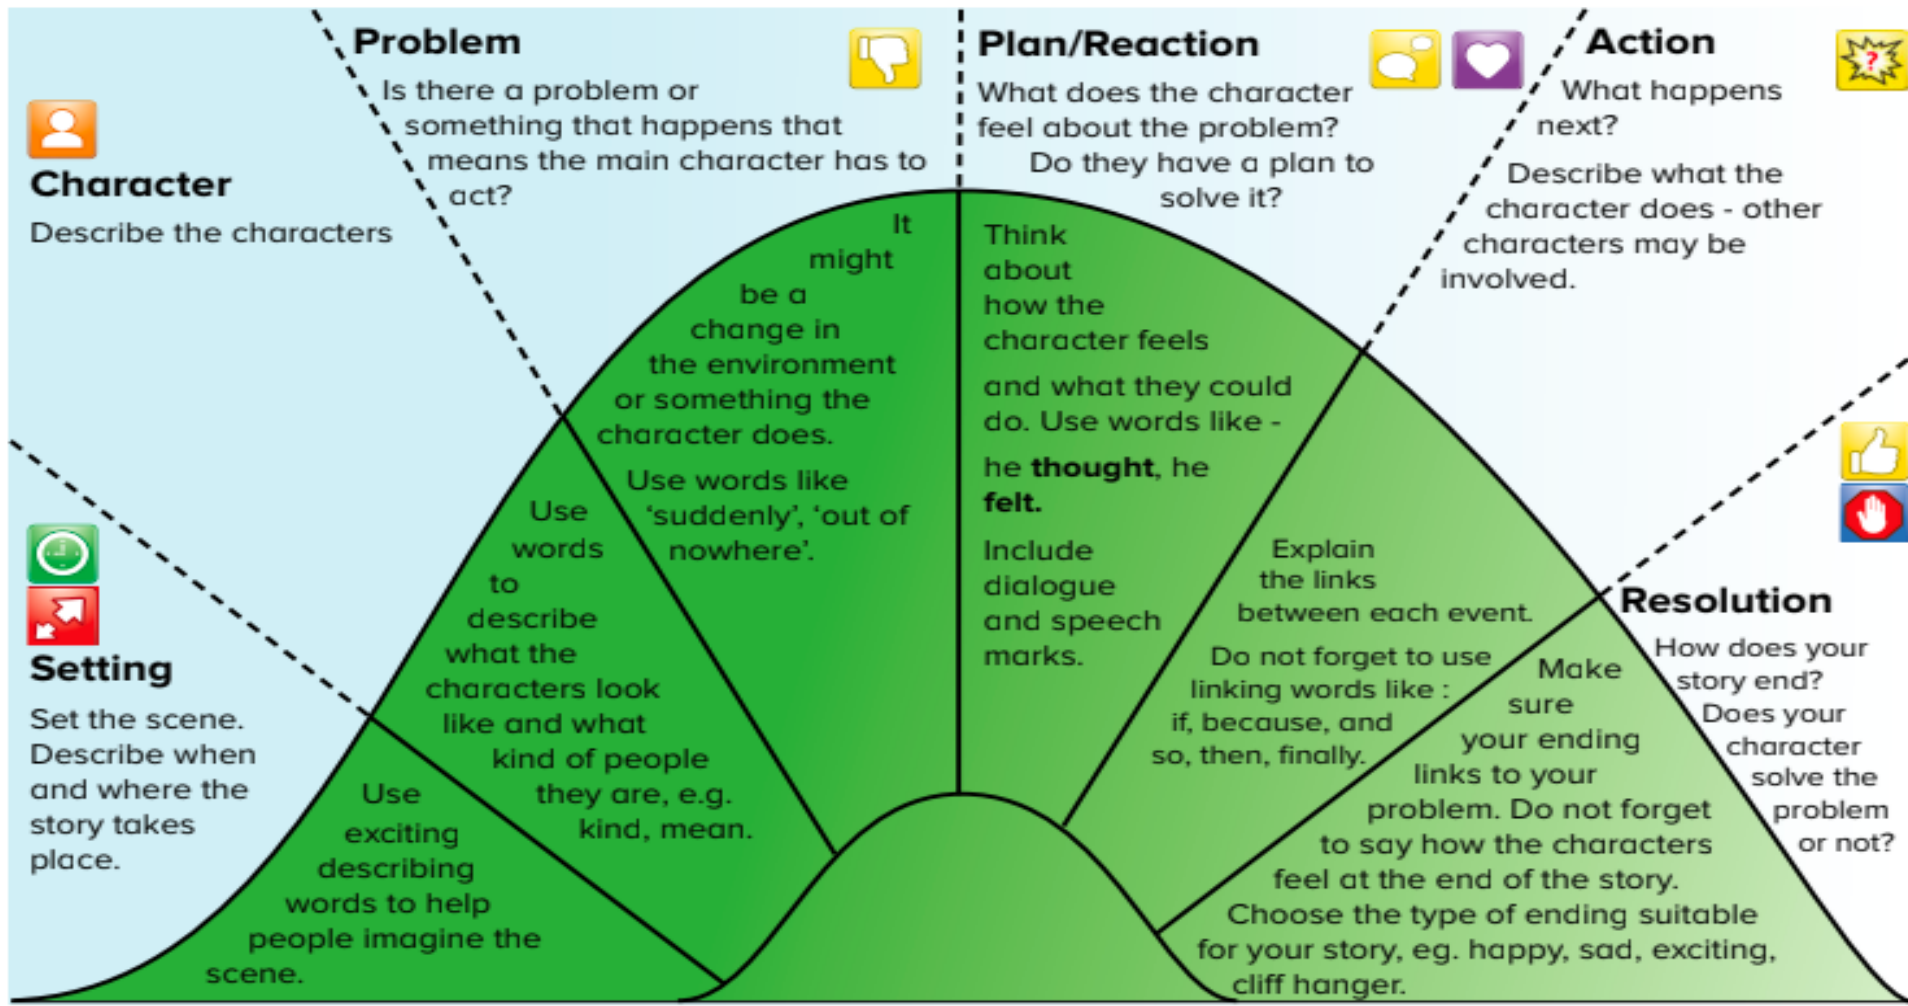 Setting
Set the scene.
Describe when
and where the
story takes
place.
Use
exciting
describing
words to help
people imagine the
scene.
Character
Describe the characters
Use
words
to
describe
what the
characters look
like and what
kind of people
they are, e.g.
kind, mean.
Problem
Is there a problem or
something that happens that
means the main character has to
act?
It
might
be a
change in
the environment
or something the
character does.
Use words like
‘suddenly’, ‘out of
nowhere’.
Plan/Reaction
What does the character
feel about the problem?
Do they have a plan to
solve it?
Think
about
how the
character feels
and what they could
do. Use words like -
he thought, he
felt.
Include
dialogue
and speech
marks.
Action
?
What happens
next?
Describe what the
character does - other
characters may be
involved.
Explain
the links
between each event.
Do not forget to use
linking words like :
if, because, and
so, then, finally.
Resolution
How does your
story end?
Does your
character
solve the
problem
or not?
Make
sure
your ending
links to your
problem. Do not forget
to say how the characters
feel at the end of the story.
Choose the type of ending suitable
for your story, eg. happy, sad, exciting,
cliff hanger.